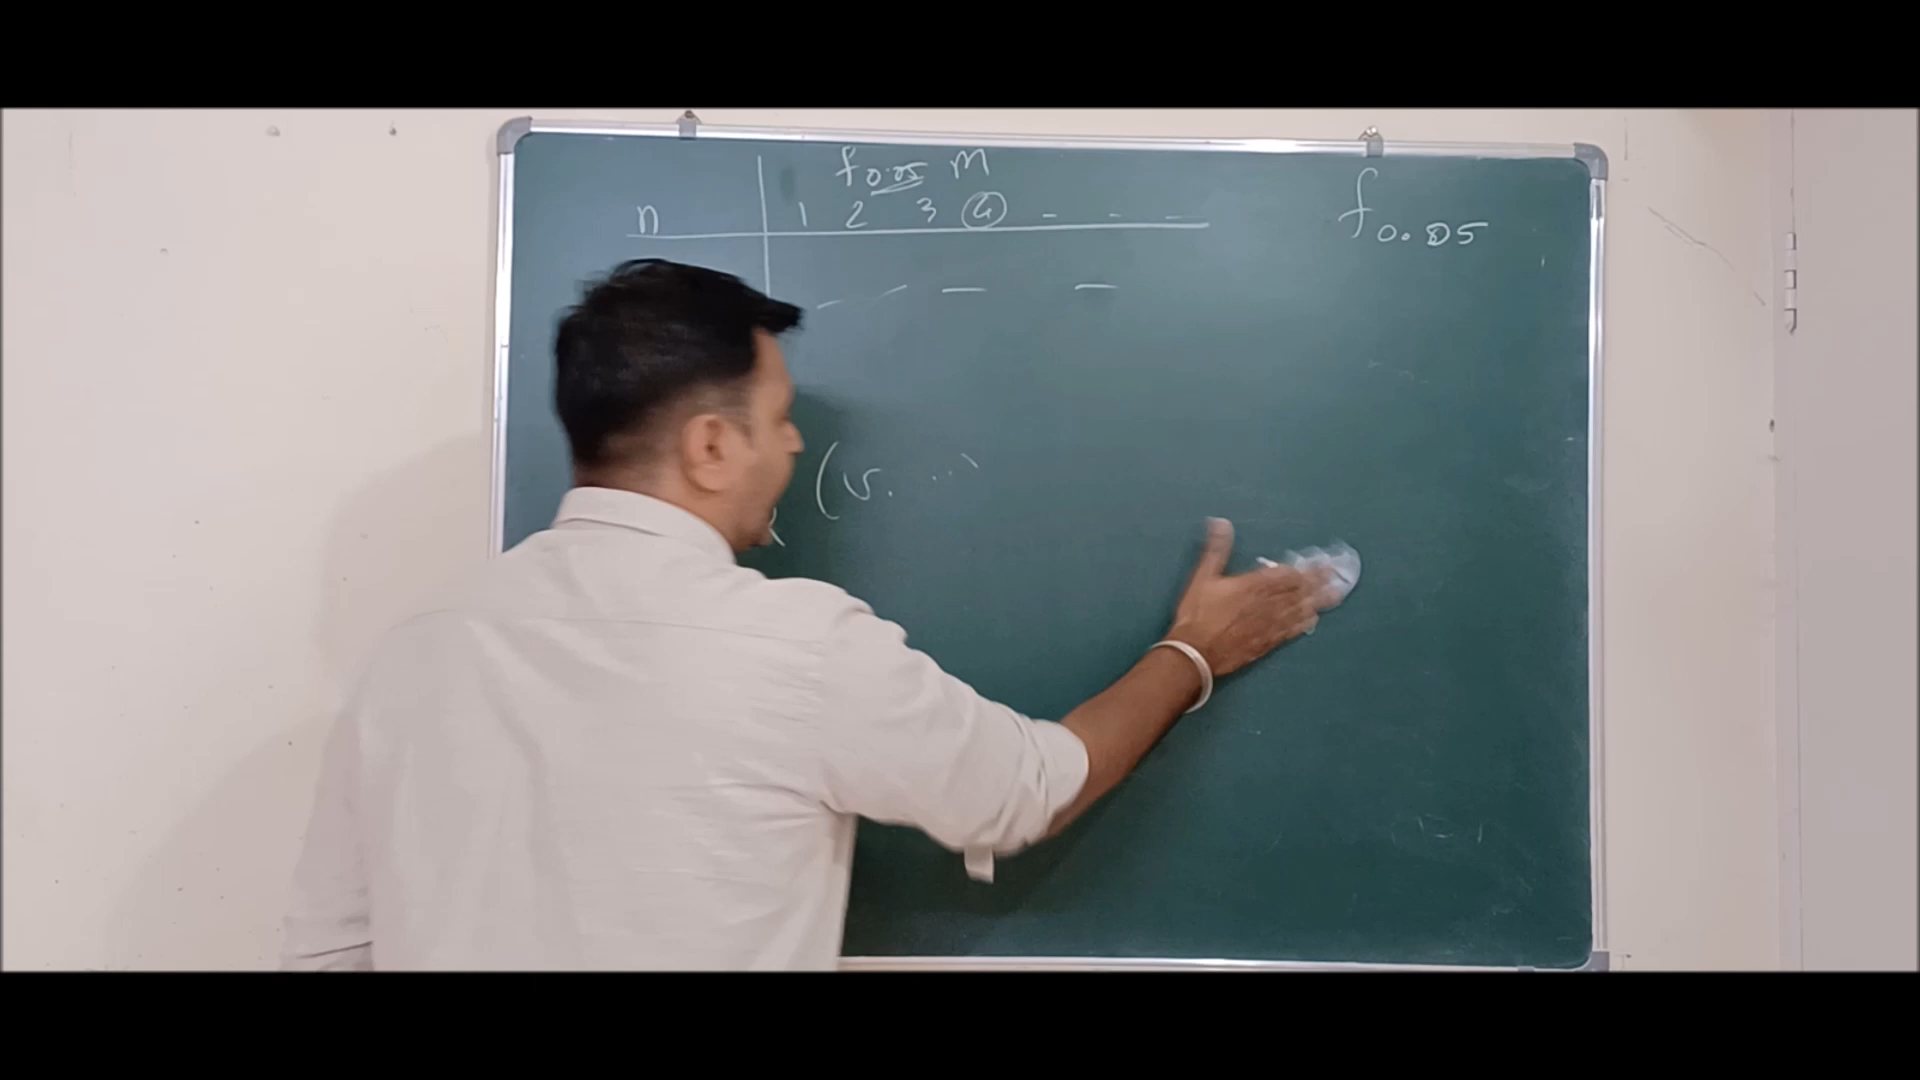 f0.05 M
n 1 2 3 4 - - -
f0.05
— — — —
(v. ...)